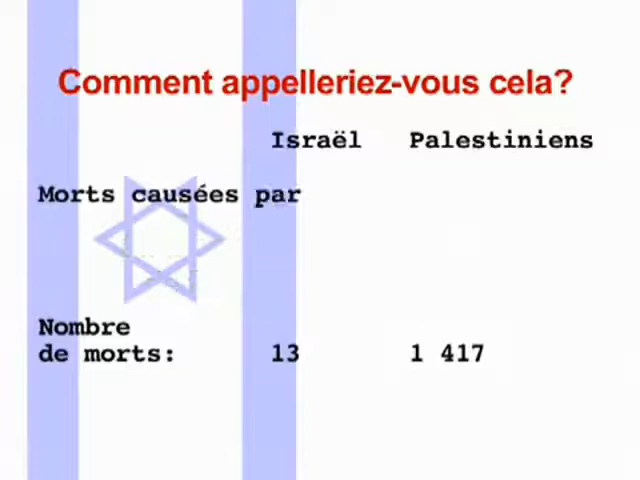 Comment appelleriez-vous cela?
Israël Palestiniens
Morts causées par
Nombre
de morts: 13 1 417